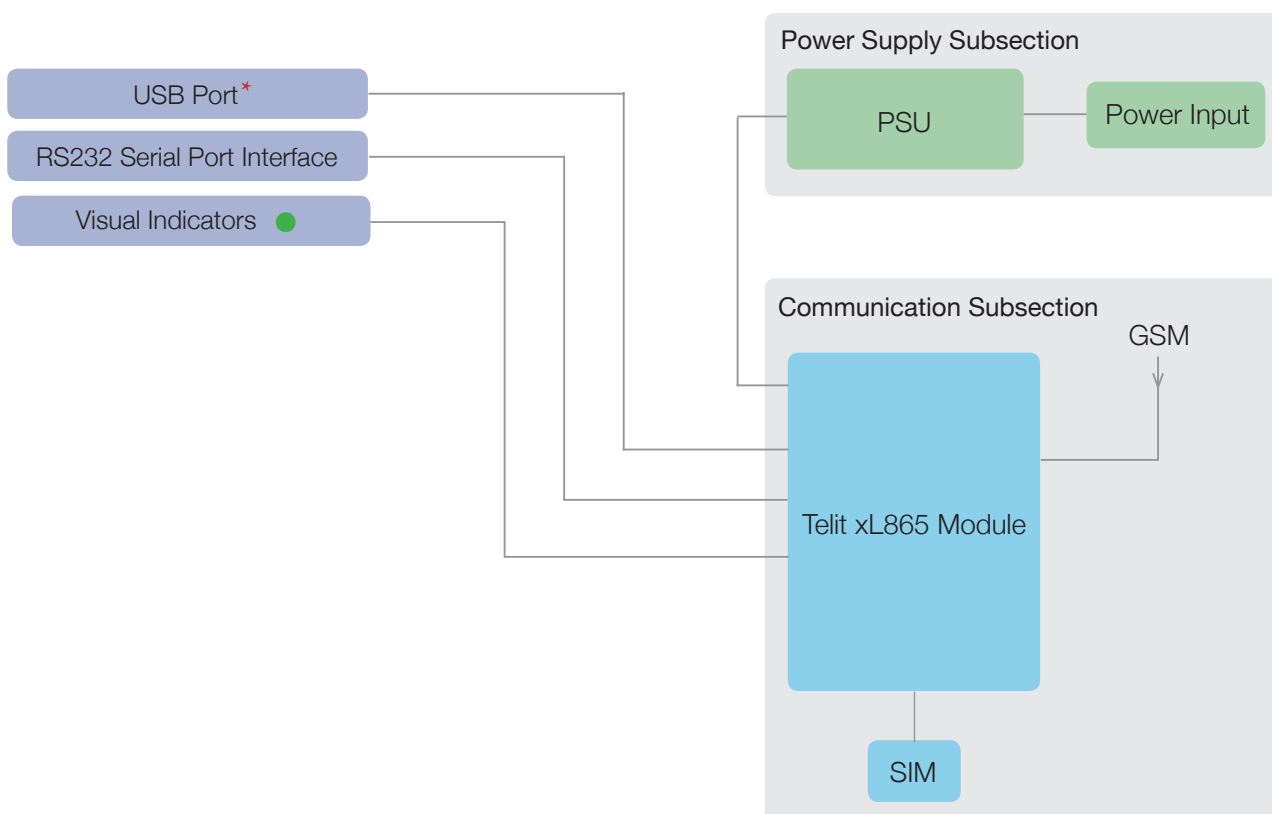 Power Supply Subsection
USB Port*
PSU
Power Input
RS232 Serial Port Interface
Visual Indicators
Communication Subsection
GSM
Telit xL865 Module
SIM